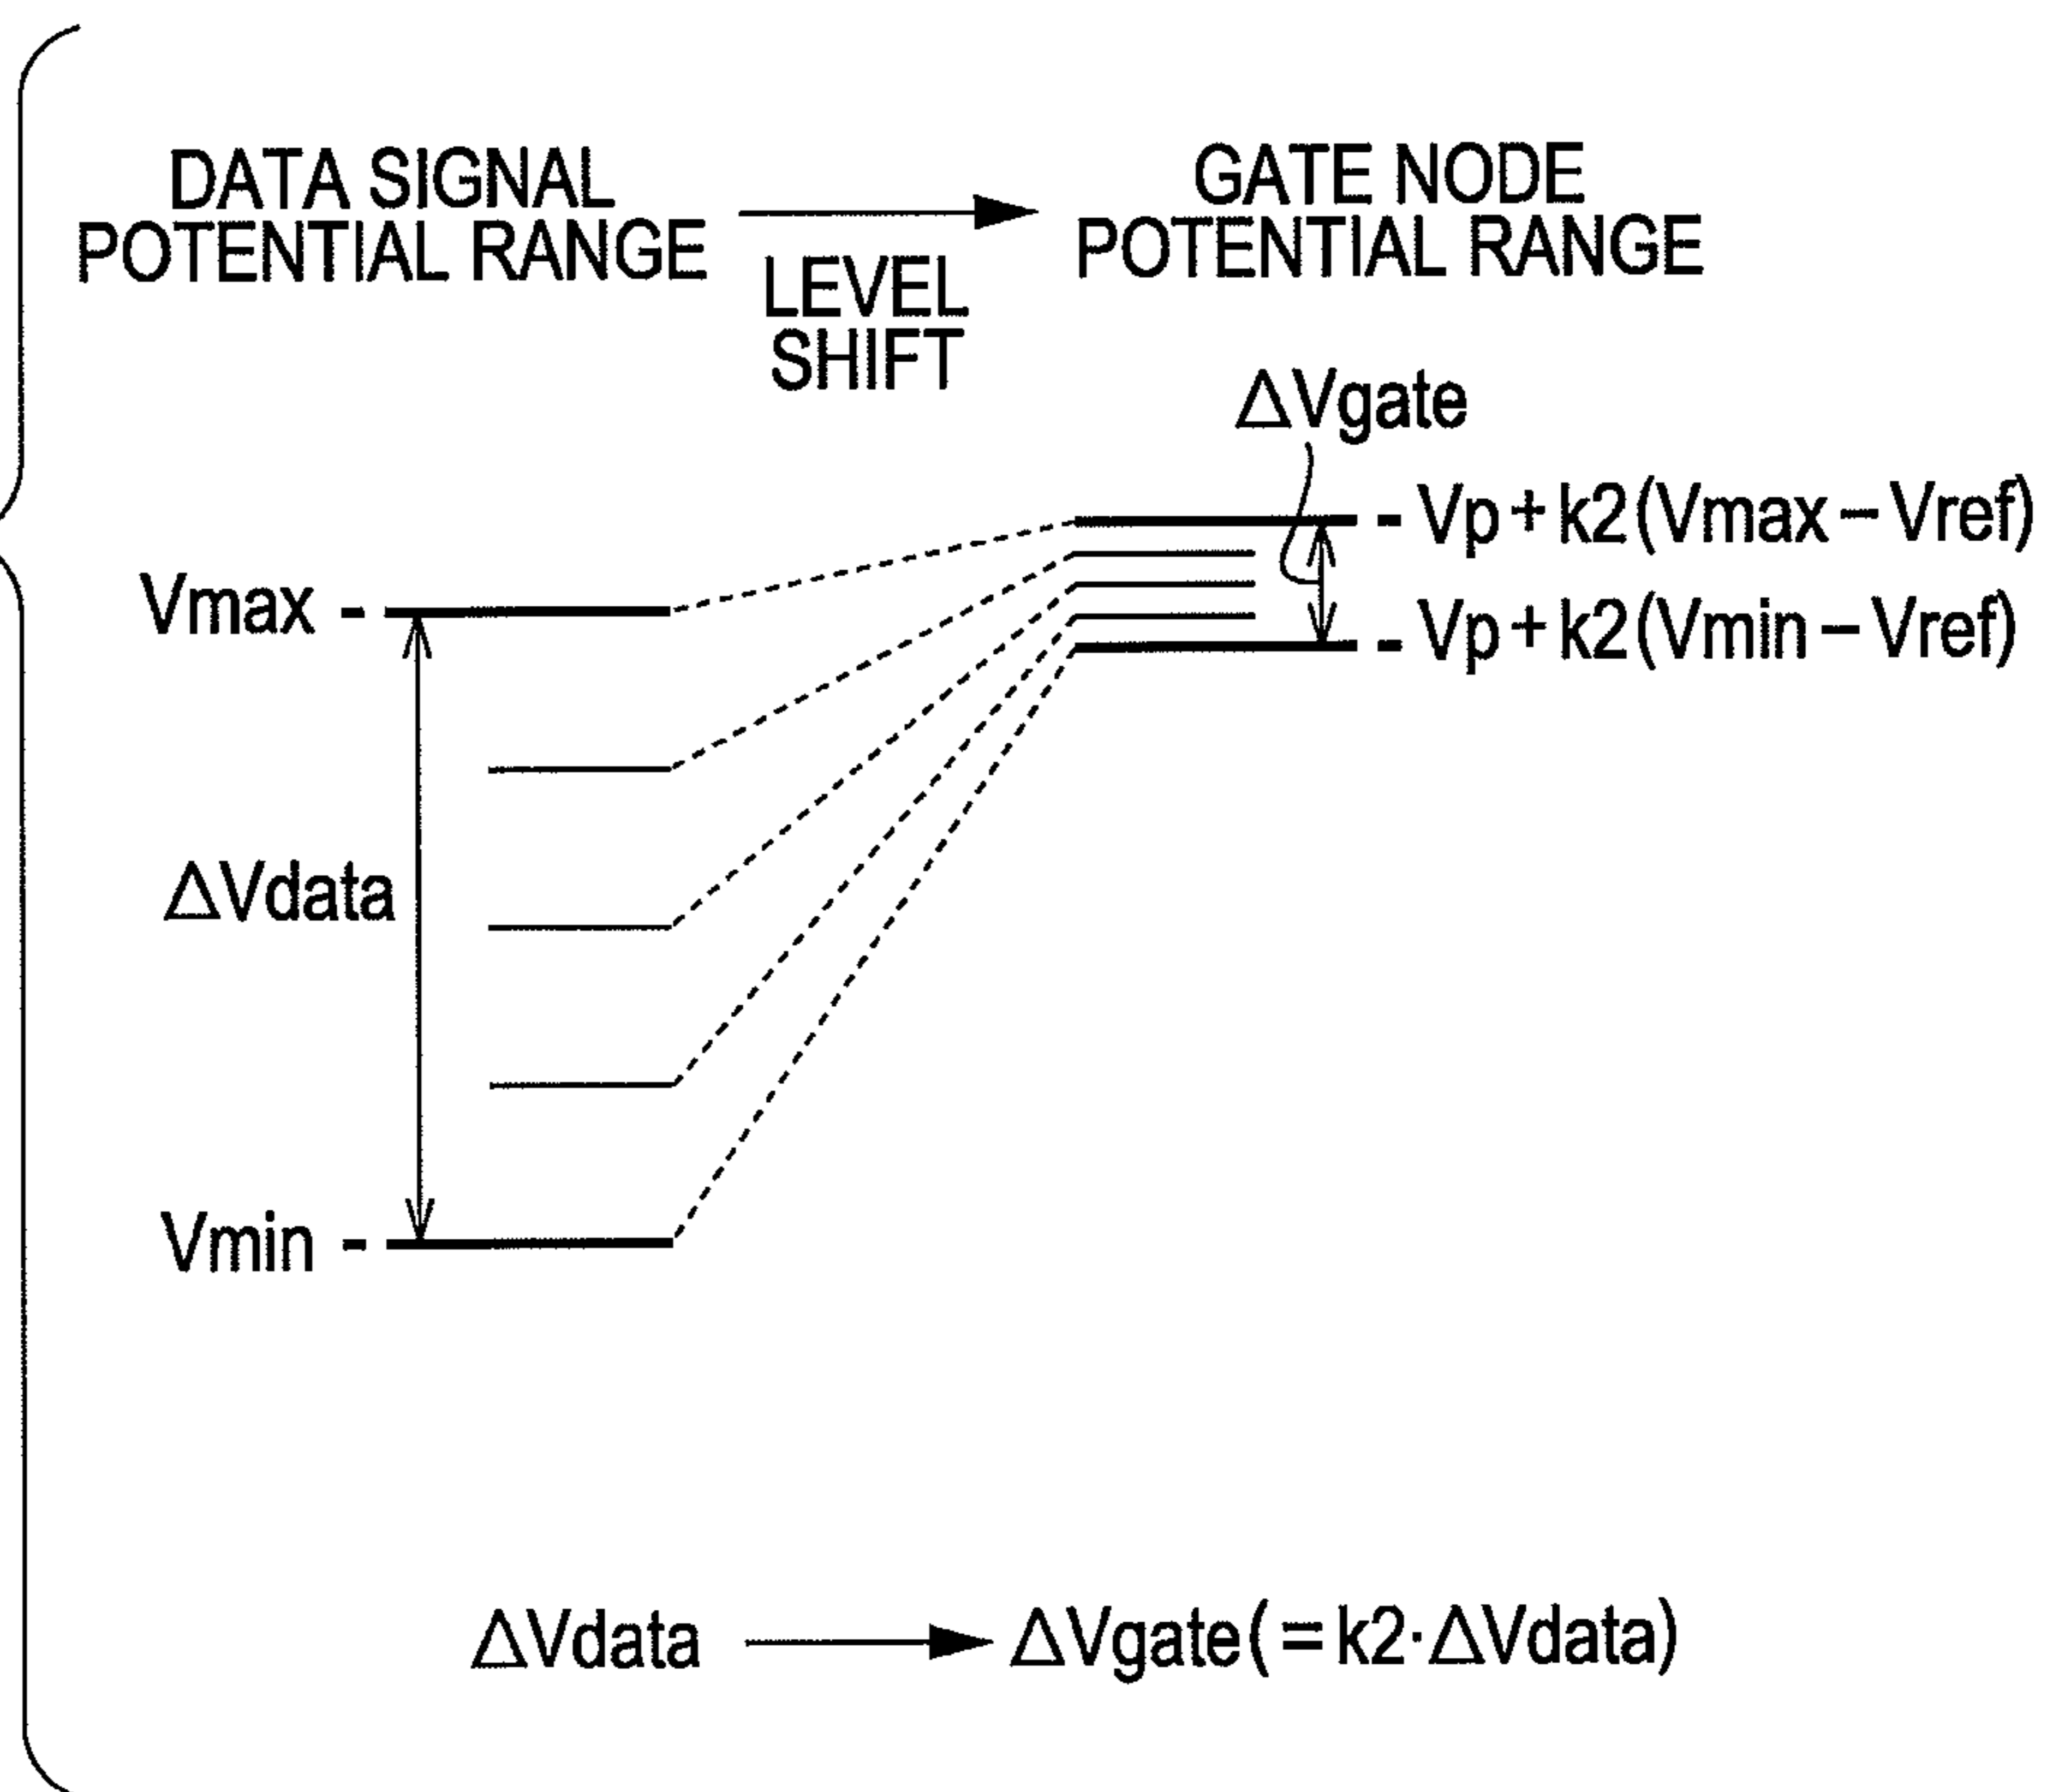 DATA SIGNAL
POTENTIAL RANGE
LEVEL
SHIFT
GATE NODE
POTENTIAL RANGE
ΔVgate
Vp+k2(Vmax−Vref)
Vmax
Vp+k2(Vmin−Vref)
ΔVdata
Vmin
ΔVdata
ΔVgate(=k2·ΔVdata)